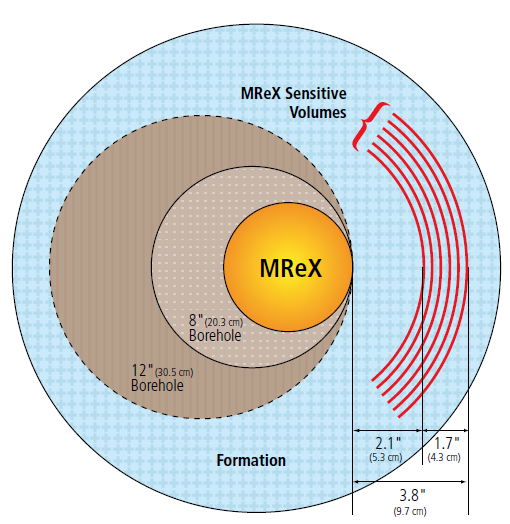 MReX Sensitive
Volumes
MReX
8" (20.3 cm)
Borehole
12" (30.5 cm)
Borehole
2.1"
(5.3 cm)
1.7"
(4.3 cm)
Formation
3.8"
(9.7 cm)